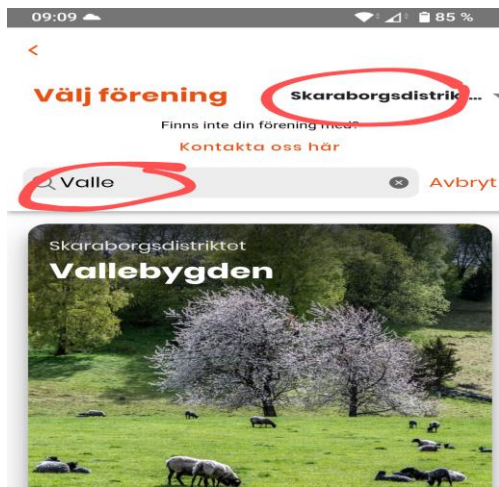 09:09 85 %
<
Välj förening Skaraborgsdistrik...
Finns inte din förening med?
Kontakta oss här
Valle Avbryt
Skaraborgsdistriktet
Vallebygden